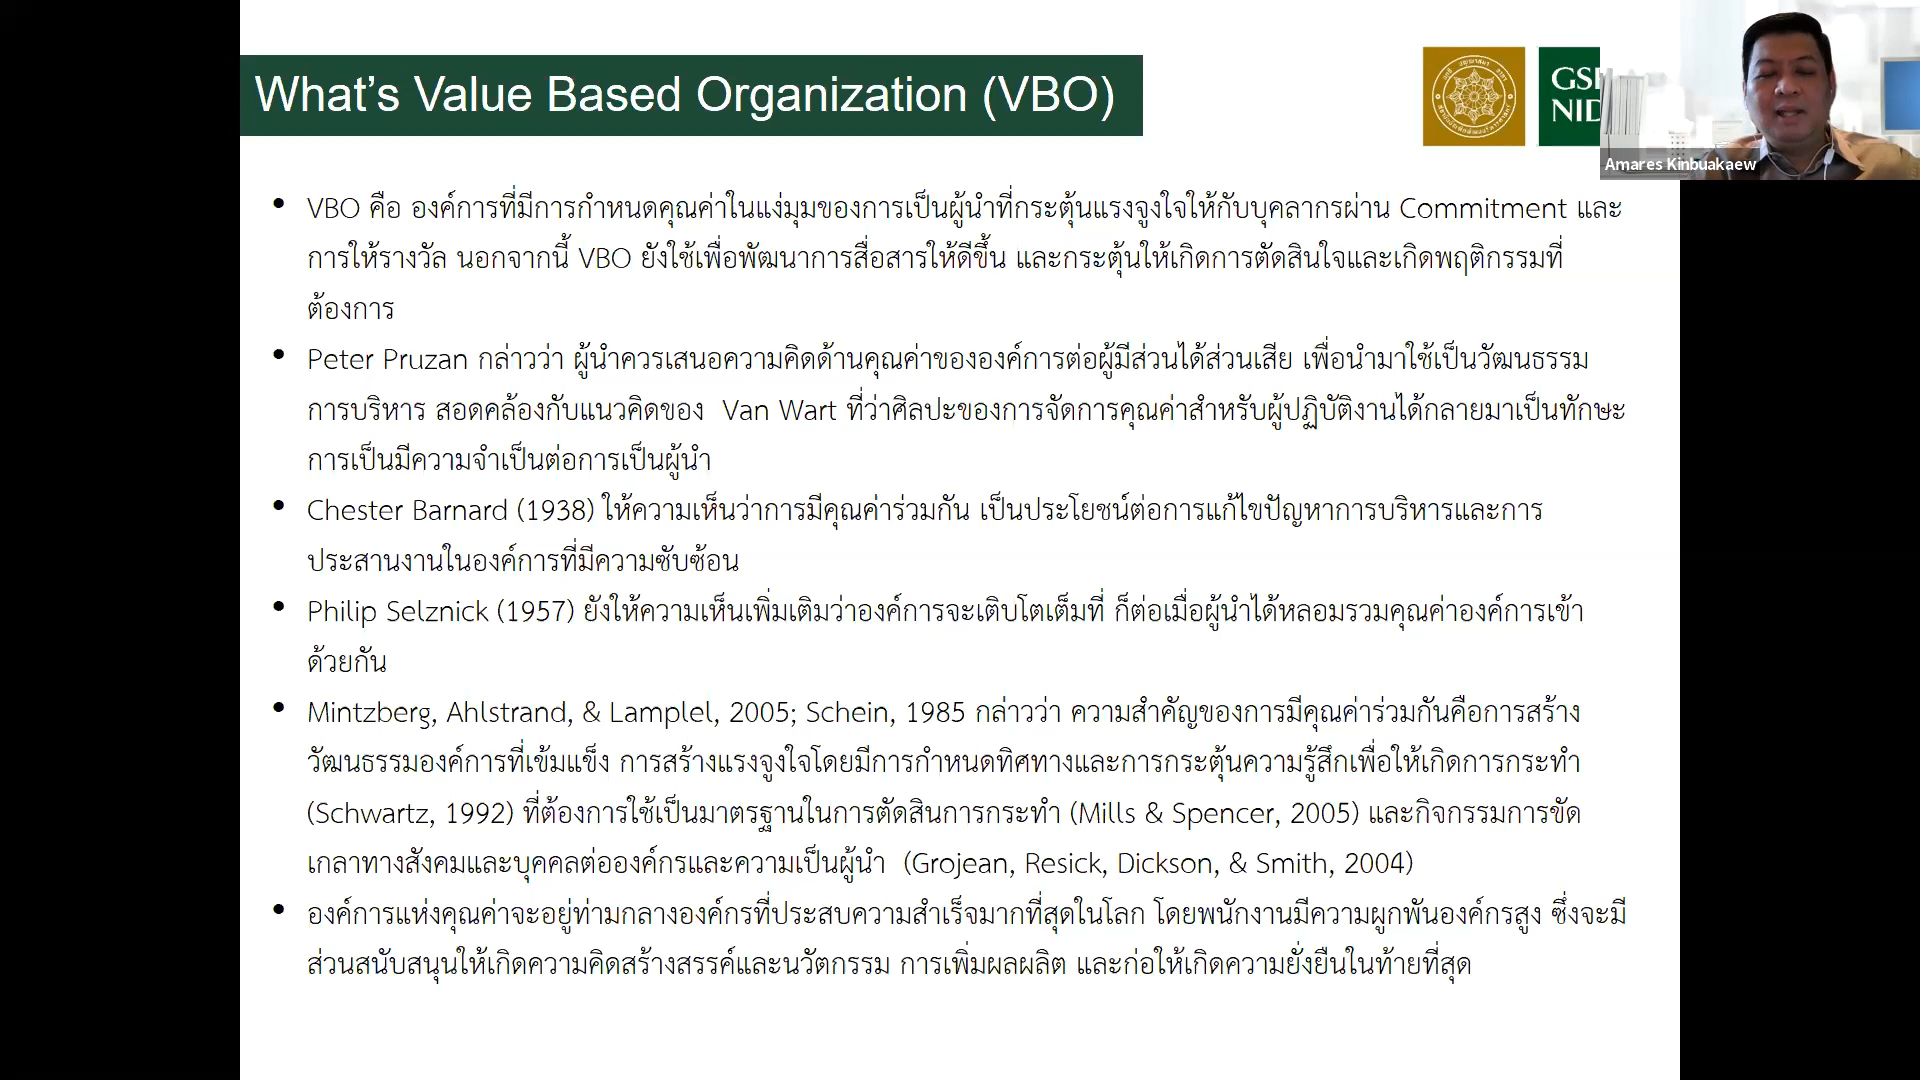 What's Value Based Organization (VBO)
GS
NID
Amares Kinbuakaew
• VBO คือ องค์การที่มีการกำหนดคุณค่าในแง่มุมของการเป็นผู้นำที่กระตุ้นแรงจูงใจให้กับบุคลากรผ่าน Commitment และ
การให้รางวัล นอกจากนี้ VBO ยังใช้เพื่อพัฒนาการสื่อสารให้ดีขึ้น และกระตุ้นให้เกิดการตัดสินใจและเกิดพฤติกรรมที่
ต้องการ
• Peter Pruzan กล่าวว่า ผู้นำควรเสนอความคิดด้านคุณค่าขององค์การต่อผู้มีส่วนได้ส่วนเสีย เพื่อนำมาใช้เป็นวัฒนธรรม
การบริหาร สอดคล้องกับแนวคิดของ Van Wart ที่ว่าศิลปะของการจัดการคุณค่าสำหรับผู้ปฏิบัติงานได้กลายมาเป็นทักษะ
การเป็นมีความจำเป็นต่อการเป็นผู้นำ
• Chester Barnard (1938) ให้ความเห็นว่าการมีคุณค่าร่วมกัน เป็นประโยชน์ต่อการแก้ไขปัญหาการบริหารและการ
ประสานงานในองค์การที่มีความซับซ้อน
• Philip Selznick (1957) ยังให้ความเห็นเพิ่มเติมว่าองค์การจะเติบโตเต็มที่ ก็ต่อเมื่อผู้นำได้หลอมรวมคุณค่าองค์การเข้า
ด้วยกัน
• Mintzberg, Ahlstrand, & Lamplel, 2005; Schein, 1985 กล่าวว่า ความสำคัญของการมีคุณค่าร่วมกันคือการสร้าง
วัฒนธรรมองค์การที่เข้มแข็ง การสร้างแรงจูงใจโดยมีการกำหนดทิศทางและการกระตุ้นความรู้สึกเพื่อให้เกิดการกระทำ
(Schwartz, 1992) ที่ต้องการใช้เป็นมาตรฐานในการตัดสินการกระทำ (Mills & Spencer, 2005) และกิจกรรมการขัด
เกลาทางสังคมและบุคคลต่อองค์กรและความเป็นผู้นำ (Grojean, Resick, Dickson, & Smith, 2004)
• องค์การแห่งคุณค่าจะอยู่ท่ามกลางองค์กรที่ประสบความสำเร็จมากที่สุดในโลก โดยพนักงานมีความผูกพันองค์กรสูง ซึ่งจะมี
ส่วนสนับสนุนให้เกิดความคิดสร้างสรรค์และนวัตกรรม การเพิ่มผลผลิต และก่อให้เกิดความยั่งยืนในท้ายที่สุด